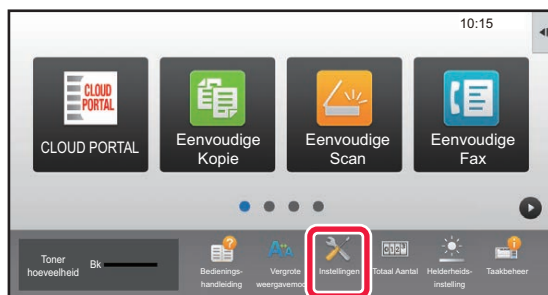 10:15
CLOUD
PORTAL
CLOUD PORTAL
Eenvoudige
Kopie
Eenvoudige
Scan
Eenvoudige
Fax
Toner
hoeveelheid
Bk
Bedienings-
handleiding
Vergrote
weergavemod
Instellingen
Totaal Aantal
Helderheids-
instelling
Taakbeheer